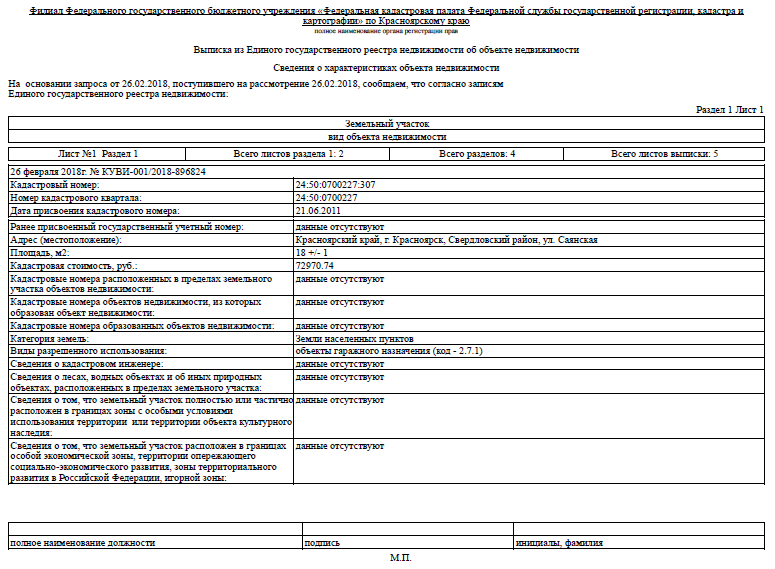 Филиал Федерального государственного бюджетного учреждения «Федеральная кадастровая палата Федеральной службы государственной регистрации, кадастра и
картографии» по Красноярскому краю
полное наименование органа регистрации прав
Выписка из Единого государственного реестра недвижимости об объекте недвижимости
Сведения о характеристиках объекта недвижимости
На основании запроса от 26.02.2018, поступившего на рассмотрение 26.02.2018, сообщаем, что согласно записям
Единого государственного реестра недвижимости:
Раздел 1 Лист 1
Земельный участок
вид объекта недвижимости
Лист №1 Раздел 1 Всего листов раздела 1: 2 Всего разделов: 4 Всего листов выписки: 5
26 февраля 2018г. № КУВИ-001/2018-896824
Кадастровый номер: 24:50:0700227:307
Номер кадастрового квартала: 24:50:0700227
Дата присвоения кадастрового номера: 21.06.2011
Ранее присвоенный государственный учетный номер: данные отсутствуют
Адрес (местоположение): Красноярский край, г. Красноярск, Свердловский район, ул. Саянская
Площадь, м2: 18 +/- 1
Кадастровая стоимость, руб.: 72970.74
Кадастровые номера расположенных в пределах земельного данные отсутствуют
участка объектов недвижимости:
Кадастровые номера объектов недвижимости, из которых данные отсутствуют
образован объект недвижимости:
Кадастровые номера образованных объектов недвижимости: данные отсутствуют
Категория земель: Земли населенных пунктов
Виды разрешенного использования: объекты гаражного назначения (код - 2.7.1)
Сведения о кадастровом инженере: данные отсутствуют
Сведения о лесах, водных объектах и об иных природных данные отсутствуют
объектах, расположенных в пределах земельного участка:
Сведения о том, что земельный участок полностью или частично данные отсутствуют
расположен в границах зоны с особыми условиями
использования территории или территории объекта культурного
наследия:
Сведения о том, что земельный участок расположен в границах данные отсутствуют
особой экономической зоны, территории опережающего
социально-экономического развития, зоны территориального
развития в Российской Федерации, игорной зоны:
полное наименование должности подпись инициалы, фамилия
М.П.